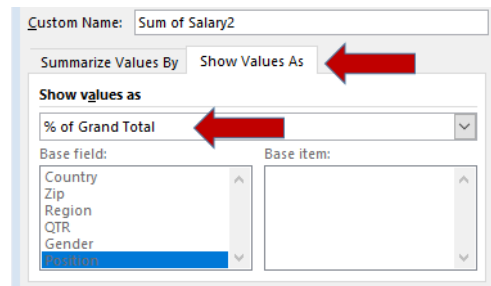 Custom Name: Sum of Salary2
Summarize Values By Show Values As
Show values as
% of Grand Total
Base field: Base item:
Country
Zip
Region
QTR
Gender
Position